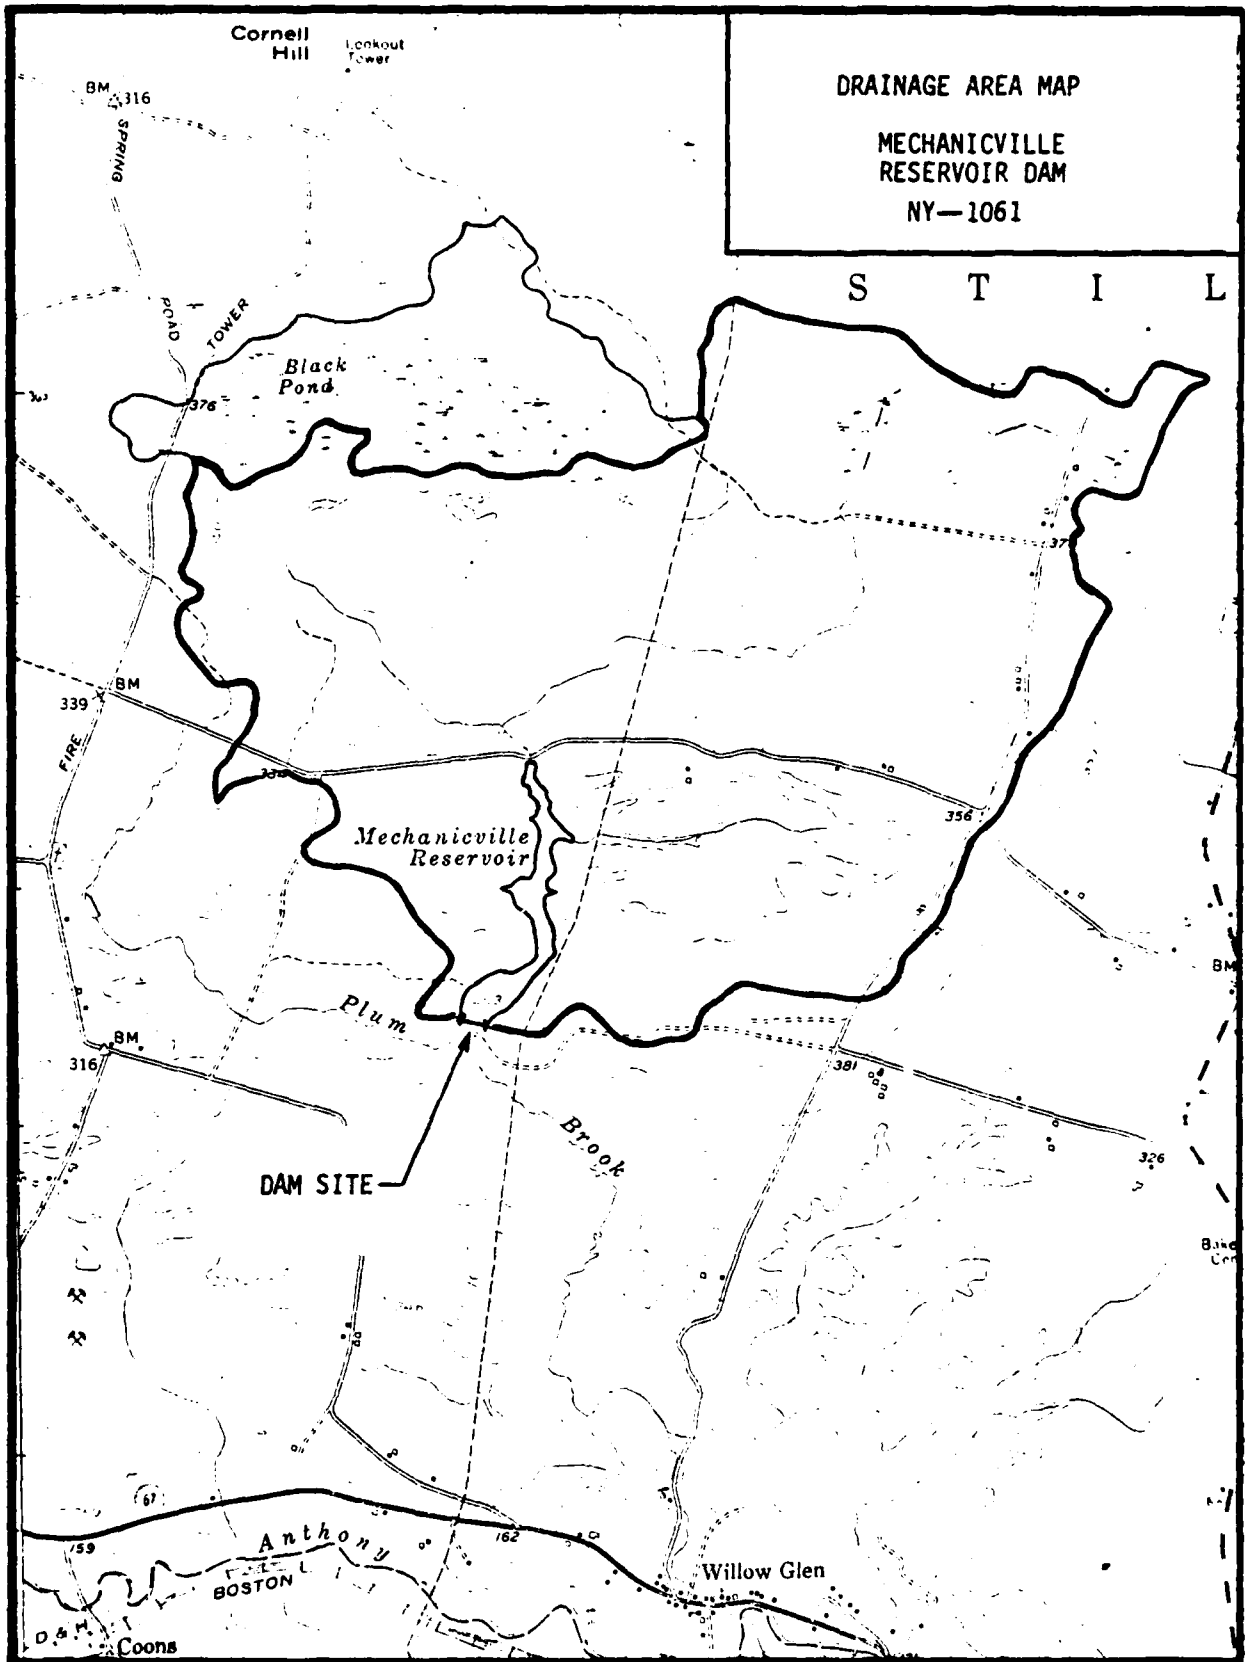 Cornell
Hill
Lookout
Tower
DRAINAGE AREA MAP
MECHANICVILLE
RESERVOIR DAM
NY—1061
BM
316
SPRING
ROAD
S T I L
TOWER
Black
Pond
376
BM
339
FIRE
Mechanicville
Reservoir
356
BM
Plum
BM
316
381
Brook
326
DAM SITE
67
159
Anthony
162
BOSTON
Willow Glen
D & H
Coons